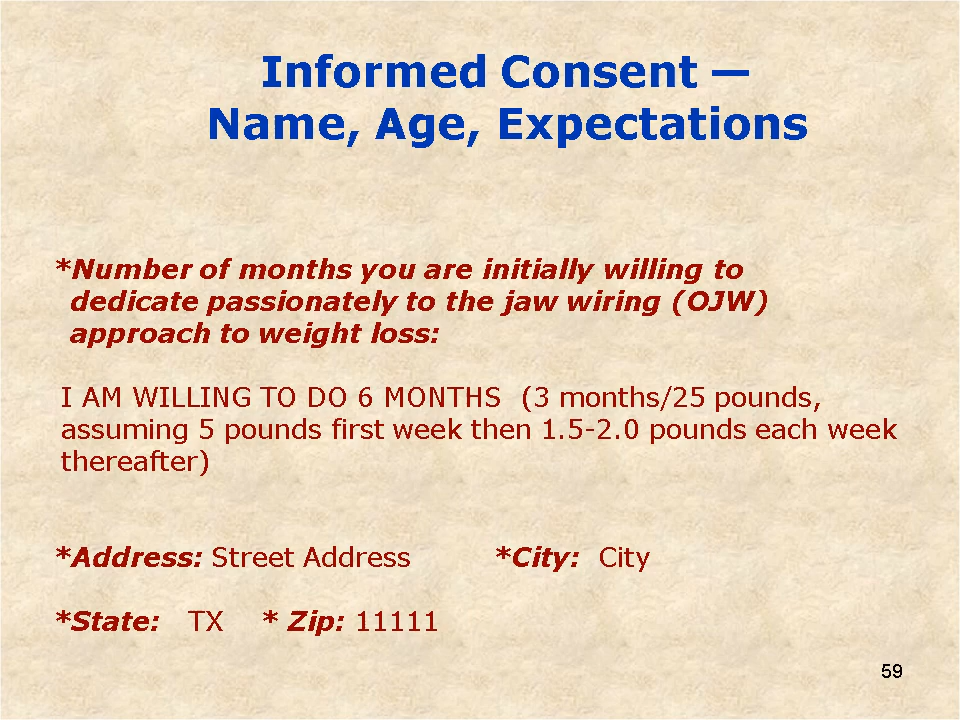 Informed Consent —
Name, Age, Expectations
*Number of months you are initially willing to
dedicate passionately to the jaw wiring (OJW)
approach to weight loss:
I AM WILLING TO DO 6 MONTHS (3 months/25 pounds,
assuming 5 pounds first week then 1.5-2.0 pounds each week
thereafter)
*Address: Street Address *City: City
*State: TX * Zip: 11111
59